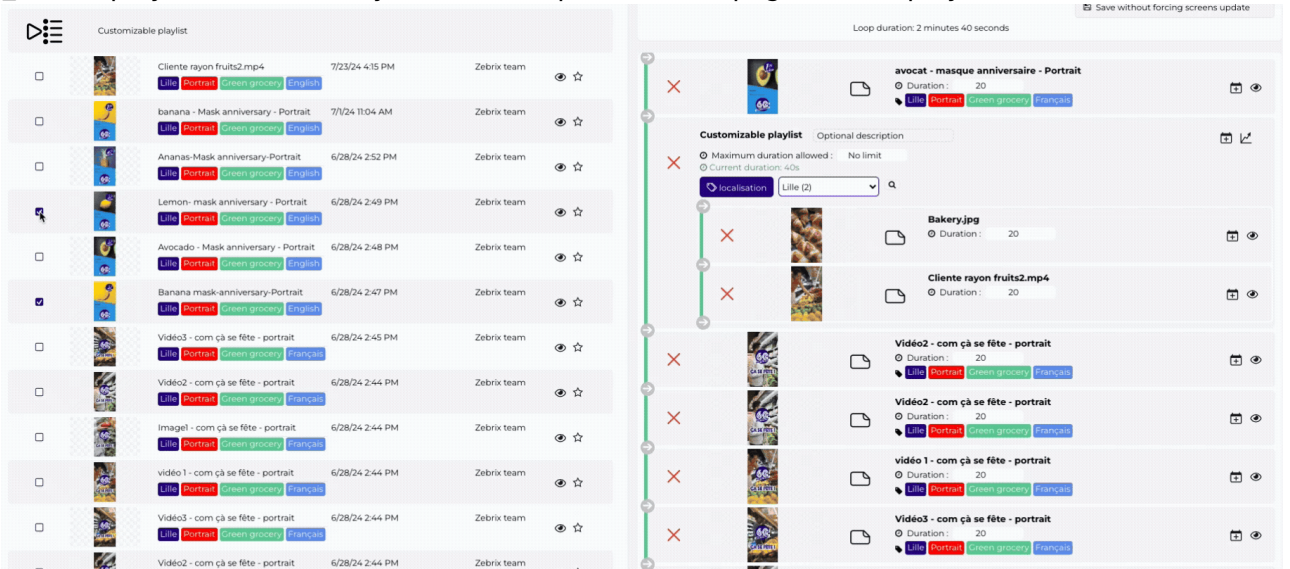 Save without forcing screens update
Customizable playlist
Loop duration: 2 minutes 40 seconds
Cliente rayon fruits2.mp4 7/23/24 4:15 PM Zebrix team
Lille Portrait Green grocery English
banana - Mask anniversary - Portrait 7/1/24 11:04 AM Zebrix team
Lille Portrait Green grocery English
Ananas-Mask anniversary-Portrait 6/28/24 2:52 PM Zebrix team
Lille Portrait Green grocery English
Lemon- mask anniversary - Portrait 6/28/24 2:49 PM Zebrix team
Lille Portrait Green grocery English
Avocado - Mask anniversary - Portrait 6/28/24 2:48 PM Zebrix team
Lille Portrait Green grocery English
Banana mask-anniversary-Portrait 6/28/24 2:47 PM Zebrix team
Lille Portrait Green grocery English
Vidéo3 - com çà se fête - portrait 6/28/24 2:45 PM Zebrix team
Lille Portrait Green grocery Français
Vidéo2 - com çà se fête - portrait 6/28/24 2:44 PM Zebrix team
Lille Portrait Green grocery Français
Image1 - com çà se fête - portrait 6/28/24 2:44 PM Zebrix team
Lille Portrait Green grocery Français
vidéo 1 - com çà se fête - portrait 6/28/24 2:44 PM Zebrix team
Lille Portrait Green grocery Français
Vidéo3 - com çà se fête - portrait 6/28/24 2:44 PM Zebrix team
Lille Portrait Green grocery Français
Vidéo2 - com çà se fête - portrait 6/28/24 2:44 PM Zebrix team
avocat - masque anniversaire - Portrait
Duration : 20
Lille Portrait Green grocery Français
Customizable playlist Optional description
Maximum duration allowed : No limit
Current duration: 40s
localisation Lille (2)
Bakery.jpg
Duration : 20
Cliente rayon fruits2.mp4
Duration : 20
Vidéo2 - com çà se fête - portrait
Duration : 20
Lille Portrait Green grocery Français
Vidéo2 - com çà se fête - portrait
Duration : 20
Lille Portrait Green grocery Français
vidéo 1 - com çà se fête - portrait
Duration : 20
Lille Portrait Green grocery Français
Vidéo3 - com çà se fête - portrait
Duration : 20
Lille Portrait Green grocery Français